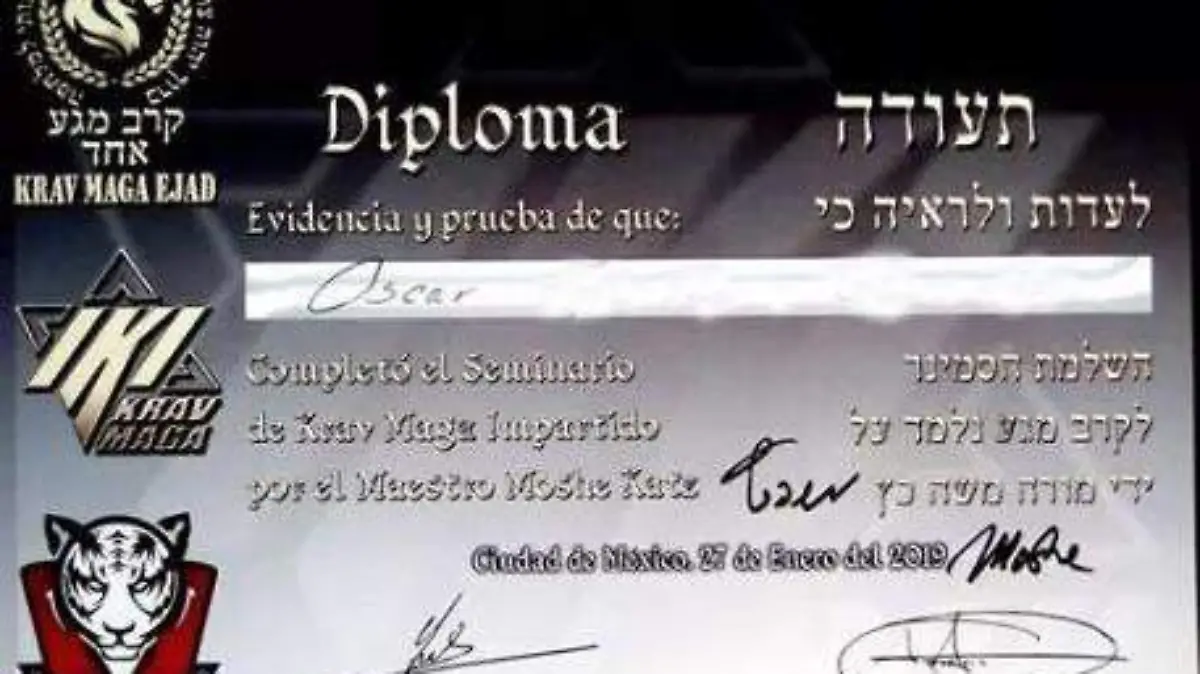 קרב מגע
אחד
KRAV MAGA EJAD
Diploma
תעודה
Evidencia y prueba de que:
לעדות ולראיה כי
Oscar
IKI
KRAV
MAGA
Completó el Seminario
השלמת הסמינר
de Krav Maga Impartido
לקרב מגע נלמד על
por el Maestro Moshe Katz
ידי מורה משה כץ
Ciudad de México, 27 de Enero del 2019
Moshe